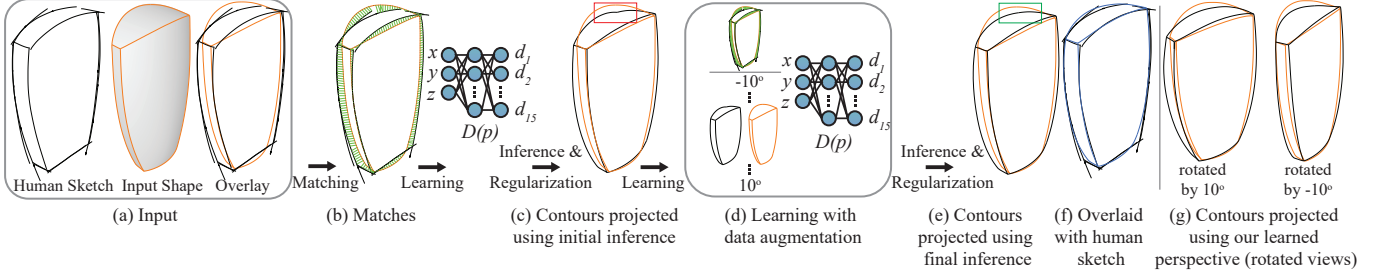 Human Sketch
Input Shape
Overlay
(a) Input
Matching
(b) Matches
x
y
z
d1
d2
d15
D(p)
Learning
Inference &
Regularization
(c) Contours projected
using initial inference
Learning
-10°
10°
x
y
z
d1
d2
d15
D(p)
(d) Learning with
data augmentation
Inference &
Regularization
(e) Contours
projected using
final inference
(f) Overlaid
with human
sketch
rotated
by 10°
rotated
by -10°
(g) Contours projected
using our learned
perspective (rotated views)